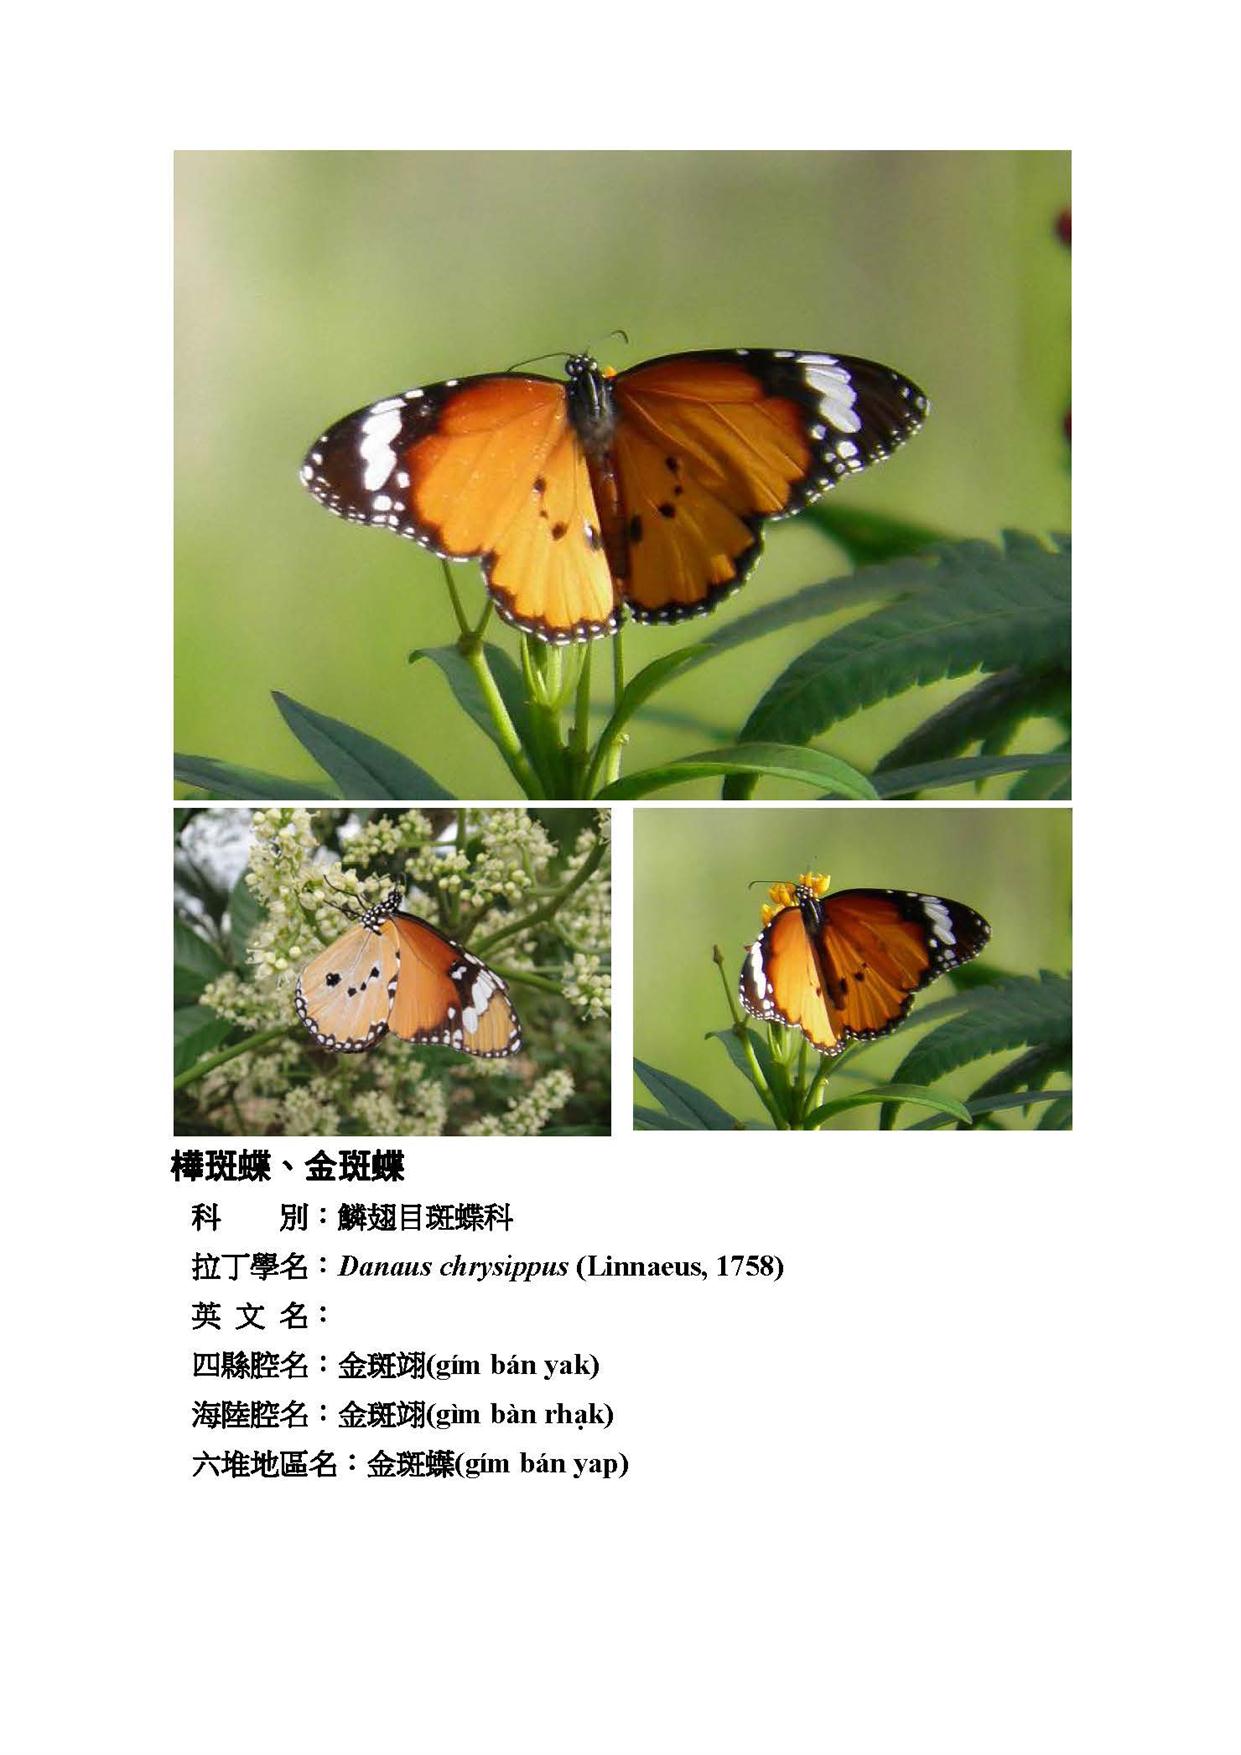 樺斑蝶、金斑蝶
科　　別：鱗翅目斑蝶科
拉丁學名：Danaus chrysippus (Linnaeus, 1758)
英 文 名：
四縣腔名：金斑翊(gím bán yak)
海陸腔名：金斑翊(gìm bàn rhạk)
六堆地區名：金斑蠂(gím bán yap)